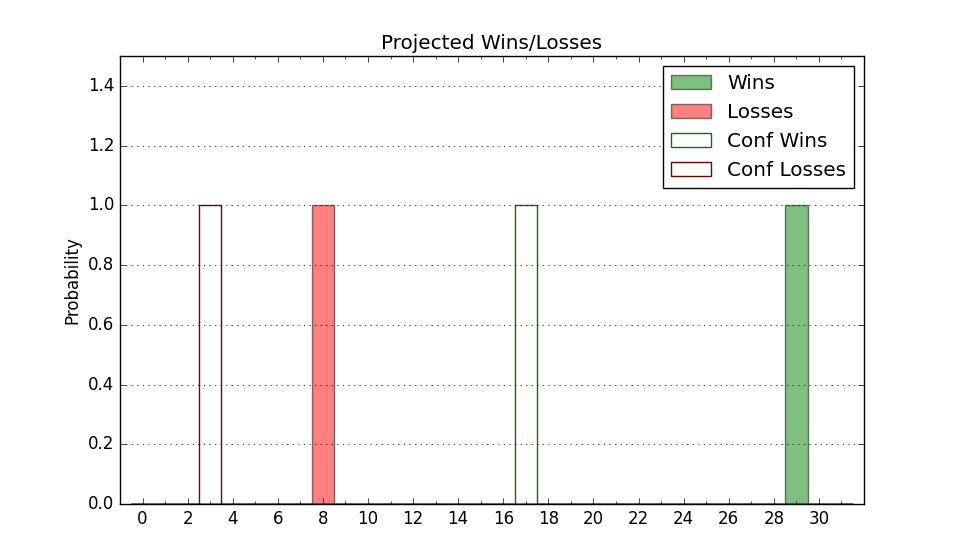 Projected Wins/Losses
Wins
Losses
Conf Wins
Conf Losses
Probability
1.4
1.2
1.0
0.8
0.6
0.4
0.2
0.0
0 2 4 6 8 10 12 14 16 18 20 22 24 26 28 30